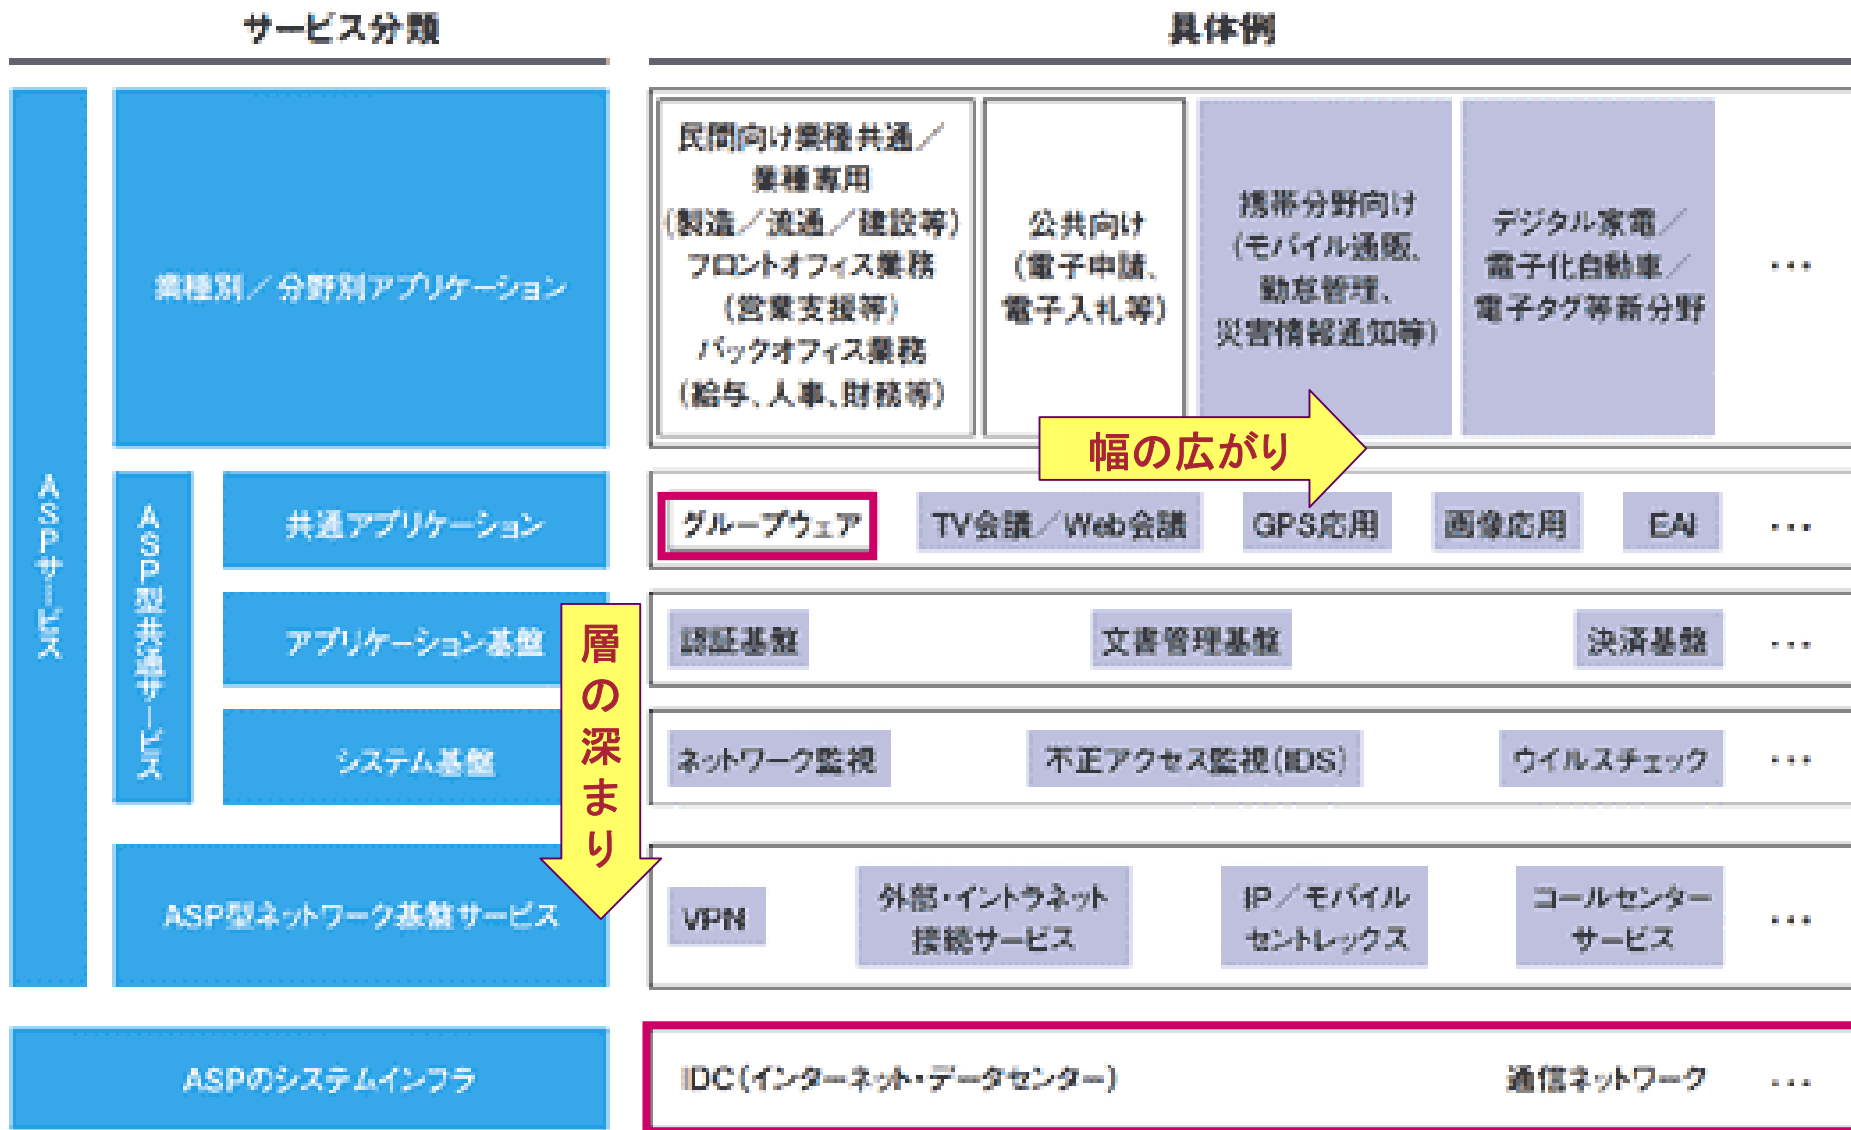 サービス分類
具体例
ASPサービス
業種別／分野別アプリケーション
民間向け業種共通／
業種専用
(製造／流通／建設等)
フロントオフィス業務
(営業支援等)
バックオフィス業務
(給与、人事、財務等)
公共向け
(電子申請、
電子入札等)
携帯分野向け
(モバイル通販、
勤怠管理、
災害情報通知等)
デジタル家電／
電子化自動車／
電子タグ等新分野
…
幅の広がり
ASP型共通サービス
共通アプリケーション
グループウェア
TV会議／Web会議
GPS応用
画像応用
EAI
…
層の深まり
アプリケーション基盤
認証基盤
文書管理基盤
決済基盤
…
システム基盤
ネットワーク監視
不正アクセス監視(IDS)
ウイルスチェック
…
ASP型ネットワーク基盤サービス
VPN
外部・イントラネット
接続サービス
IP／モバイル
セントレックス
コールセンター
サービス
…
ASPのシステムインフラ
IDC(インターネット・データセンター)
通信ネットワーク
…